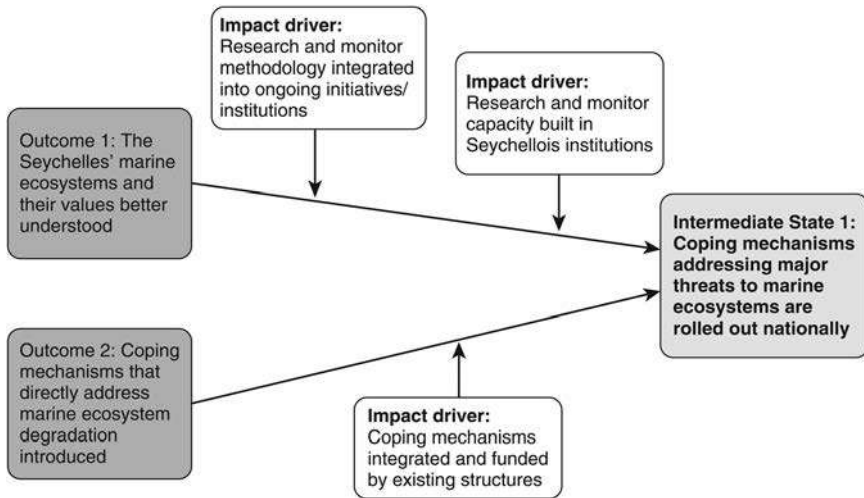 Impact driver:
Research and monitor
methodology integrated
into ongoing initiatives/
institutions
Impact driver:
Research and monitor
capacity built in
Seychellois institutions
Outcome 1: The
Seychelles’ marine
ecosystems and
their values better
understood
Intermediate State 1:
Coping mechanisms
addressing major
threats to marine
ecosystems are
rolled out nationally
Outcome 2: Coping
mechanisms that
directly address
marine ecosystem
degradation
introduced
Impact driver:
Coping mechanisms
integrated and funded
by existing structures